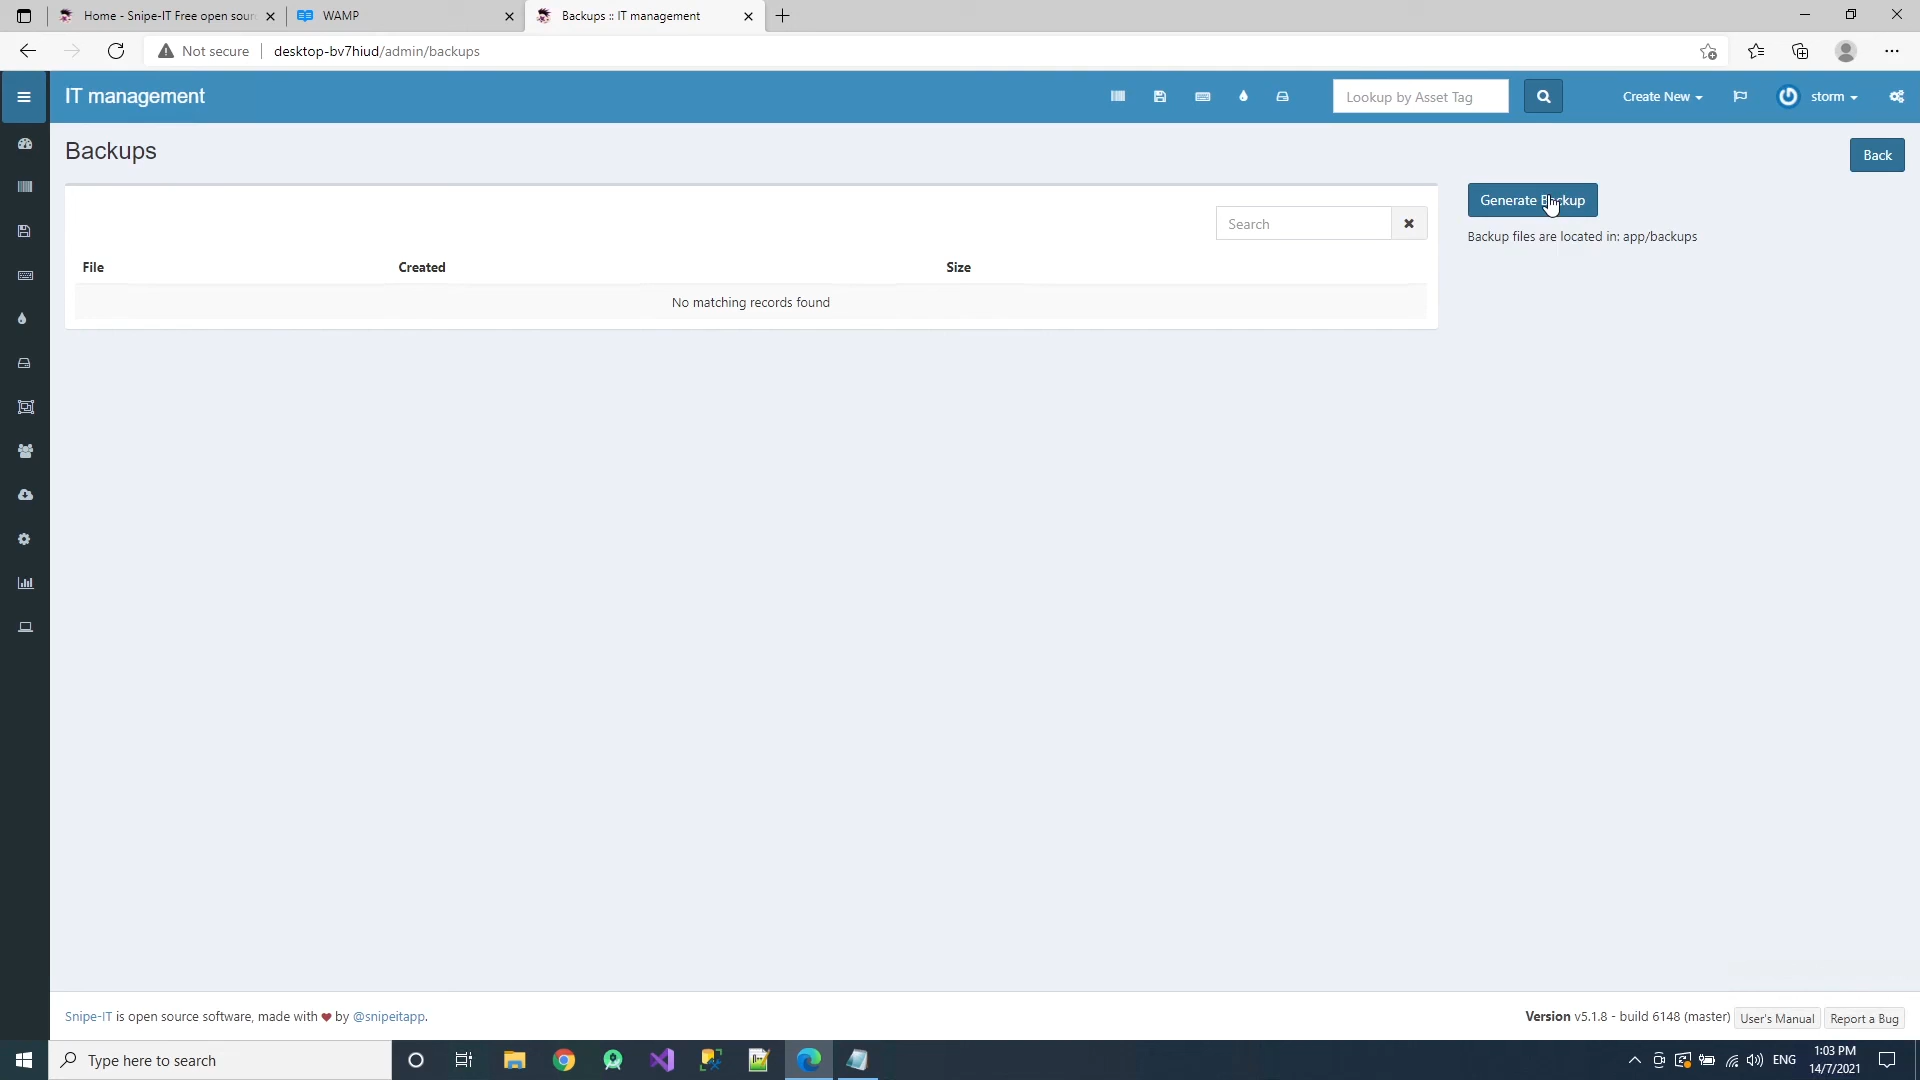 Home - Snipe-IT Free open sour
WAMP
Backups :: IT management
Not secure
desktop-bv7hiud/admin/backups
IT management
Lookup by Asset Tag
Create New
storm
Backups
Back
Generate Backup
Backup files are located in: app/backups
Search
File Created Size
No matching records found
Snipe-IT is open source software, made with ❤ by @snipeitapp.
Version v5.1.8 - build 6148 (master)
User's Manual
Report a Bug
Type here to search
ENG
1:03 PM
14/7/2021